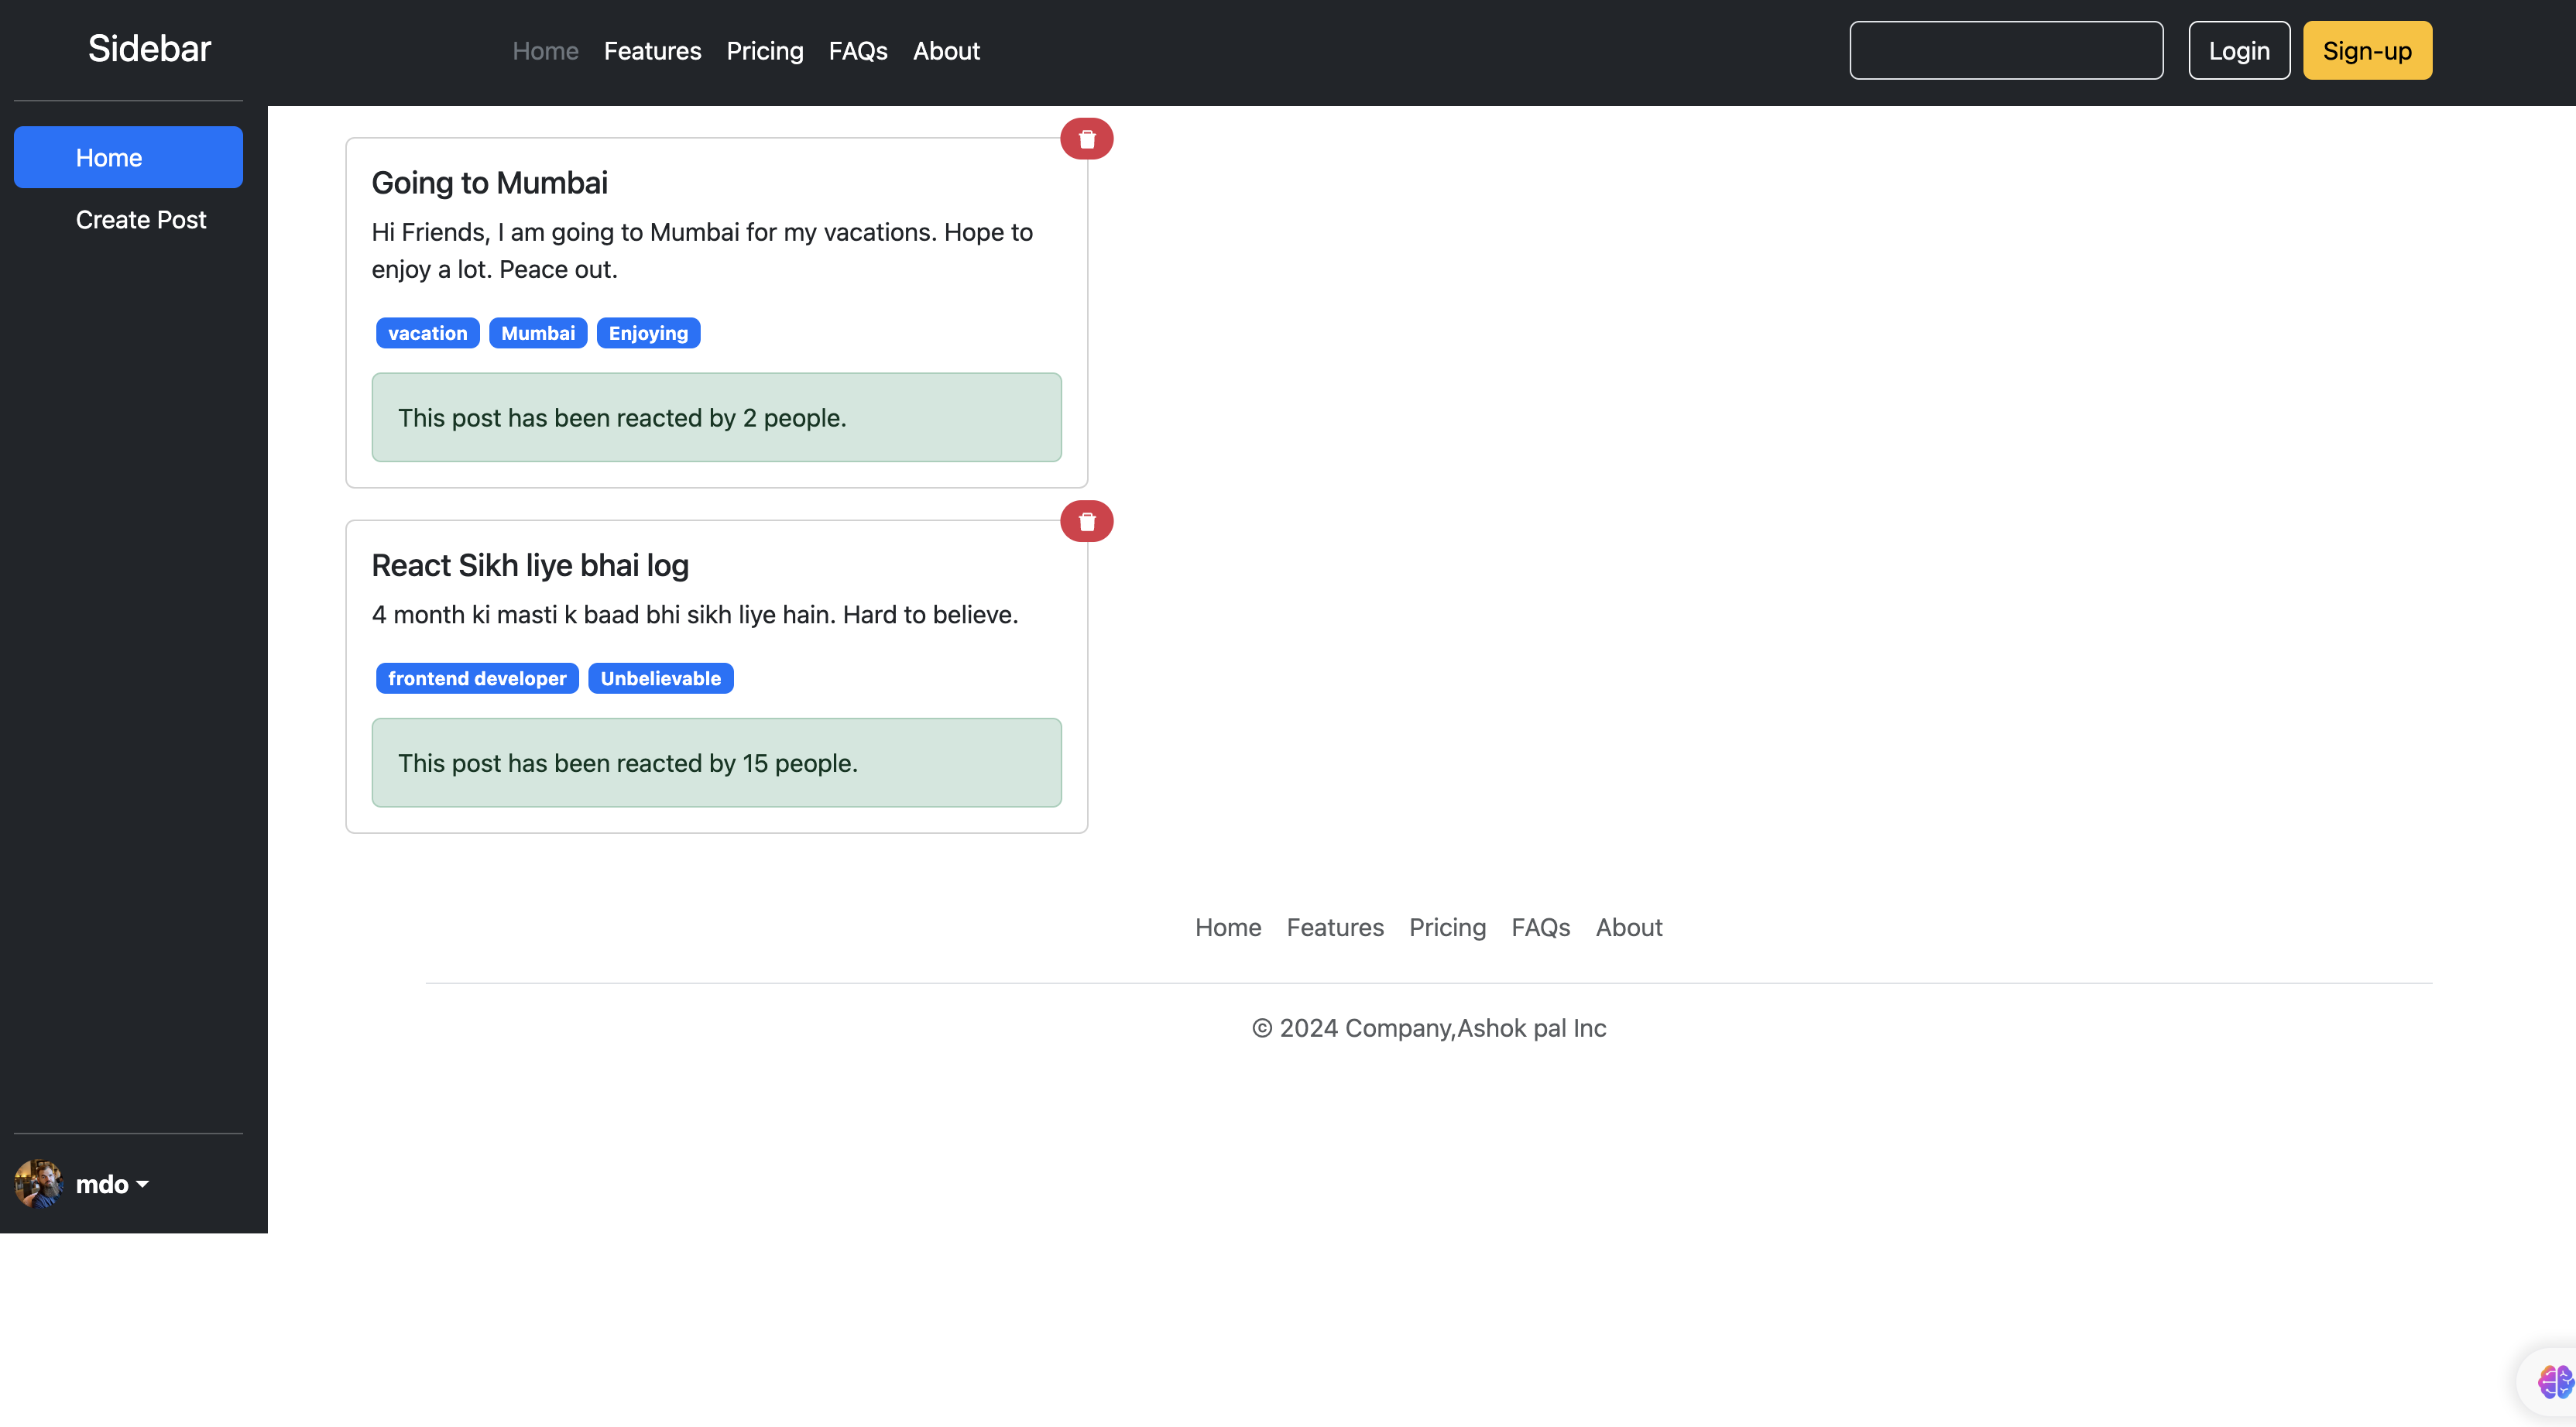 Sidebar
Home Features Pricing FAQs About
Login Sign-up
Home
Create Post
Going to Mumbai
Hi Friends, I am going to Mumbai for my vacations. Hope to
enjoy a lot. Peace out.
vacation Mumbai Enjoying
This post has been reacted by 2 people.
React Sikh liye bhai log
4 month ki masti k baad bhi sikh liye hain. Hard to believe.
frontend developer Unbelievable
This post has been reacted by 15 people.
Home Features Pricing FAQs About
© 2024 Company,Ashok pal Inc
mdo